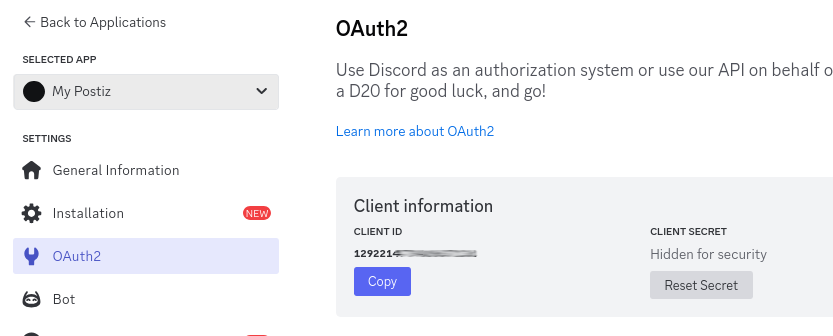 Back to Applications
SELECTED APP
My Postiz
SETTINGS
General Information
Installation NEW
OAuth2
Bot
OAuth2
Use Discord as an authorization system or use our API on behalf o
a D20 for good luck, and go!
Learn more about OAuth2
Client information
CLIENT ID
1292214
Copy
CLIENT SECRET
Hidden for security
Reset Secret